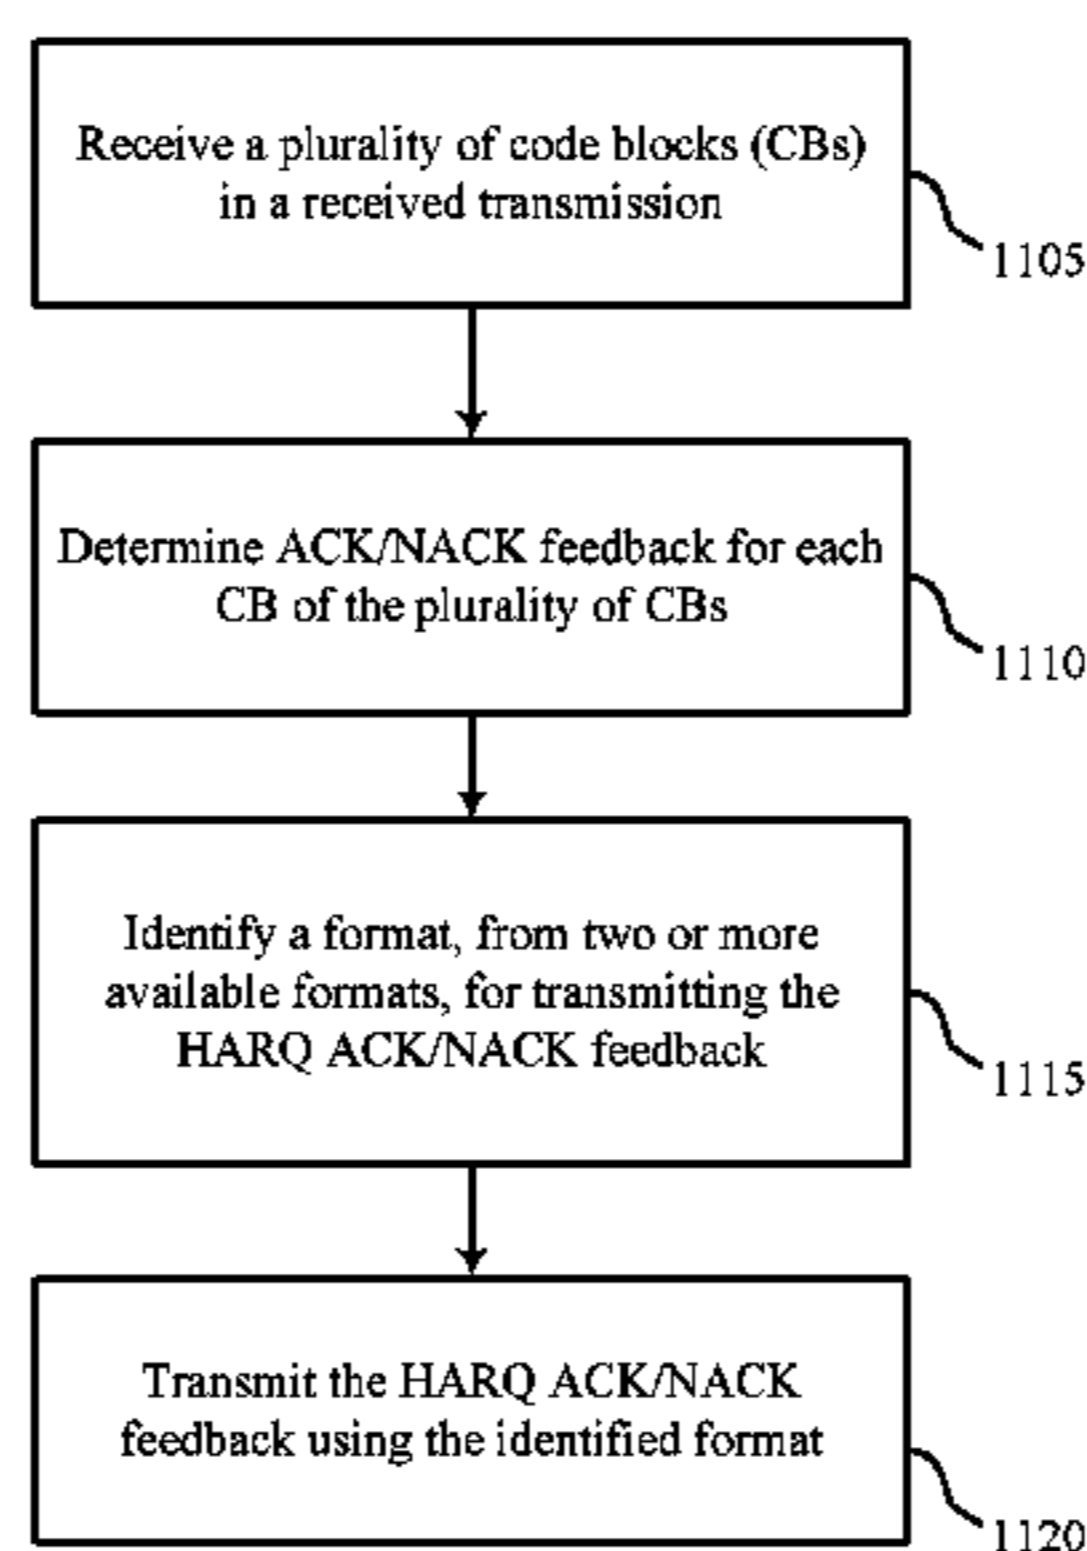 Receive a plurality of code blocks (CBs)
in a received transmission
1105
Determine ACK/NACK feedback for each
CB of the plurality of CBs
1110
Identify a format, from two or more
available formats, for transmitting the
HARQ ACK/NACK feedback
1115
Transmit the HARQ ACK/NACK
feedback using the identified format
1120